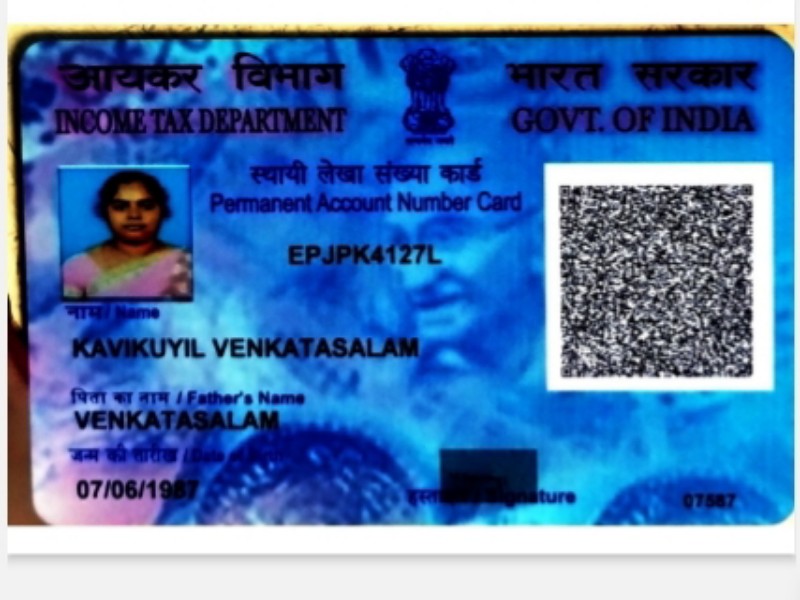 आयकर विभाग
INCOME TAX DEPARTMENT
भारत सरकार
GOVT. OF INDIA
स्थायी लेखा संख्या कार्ड
Permanent Account Number Card
EPJPK4127L
नाम / Name
KAVIKUYIL VENKATASALAM
पिता का नाम / Father's Name
VENKATASALAM
जन्म की तारीख / Date of Birth
07/06/1987
हस्ताक्षर / Signature
07587